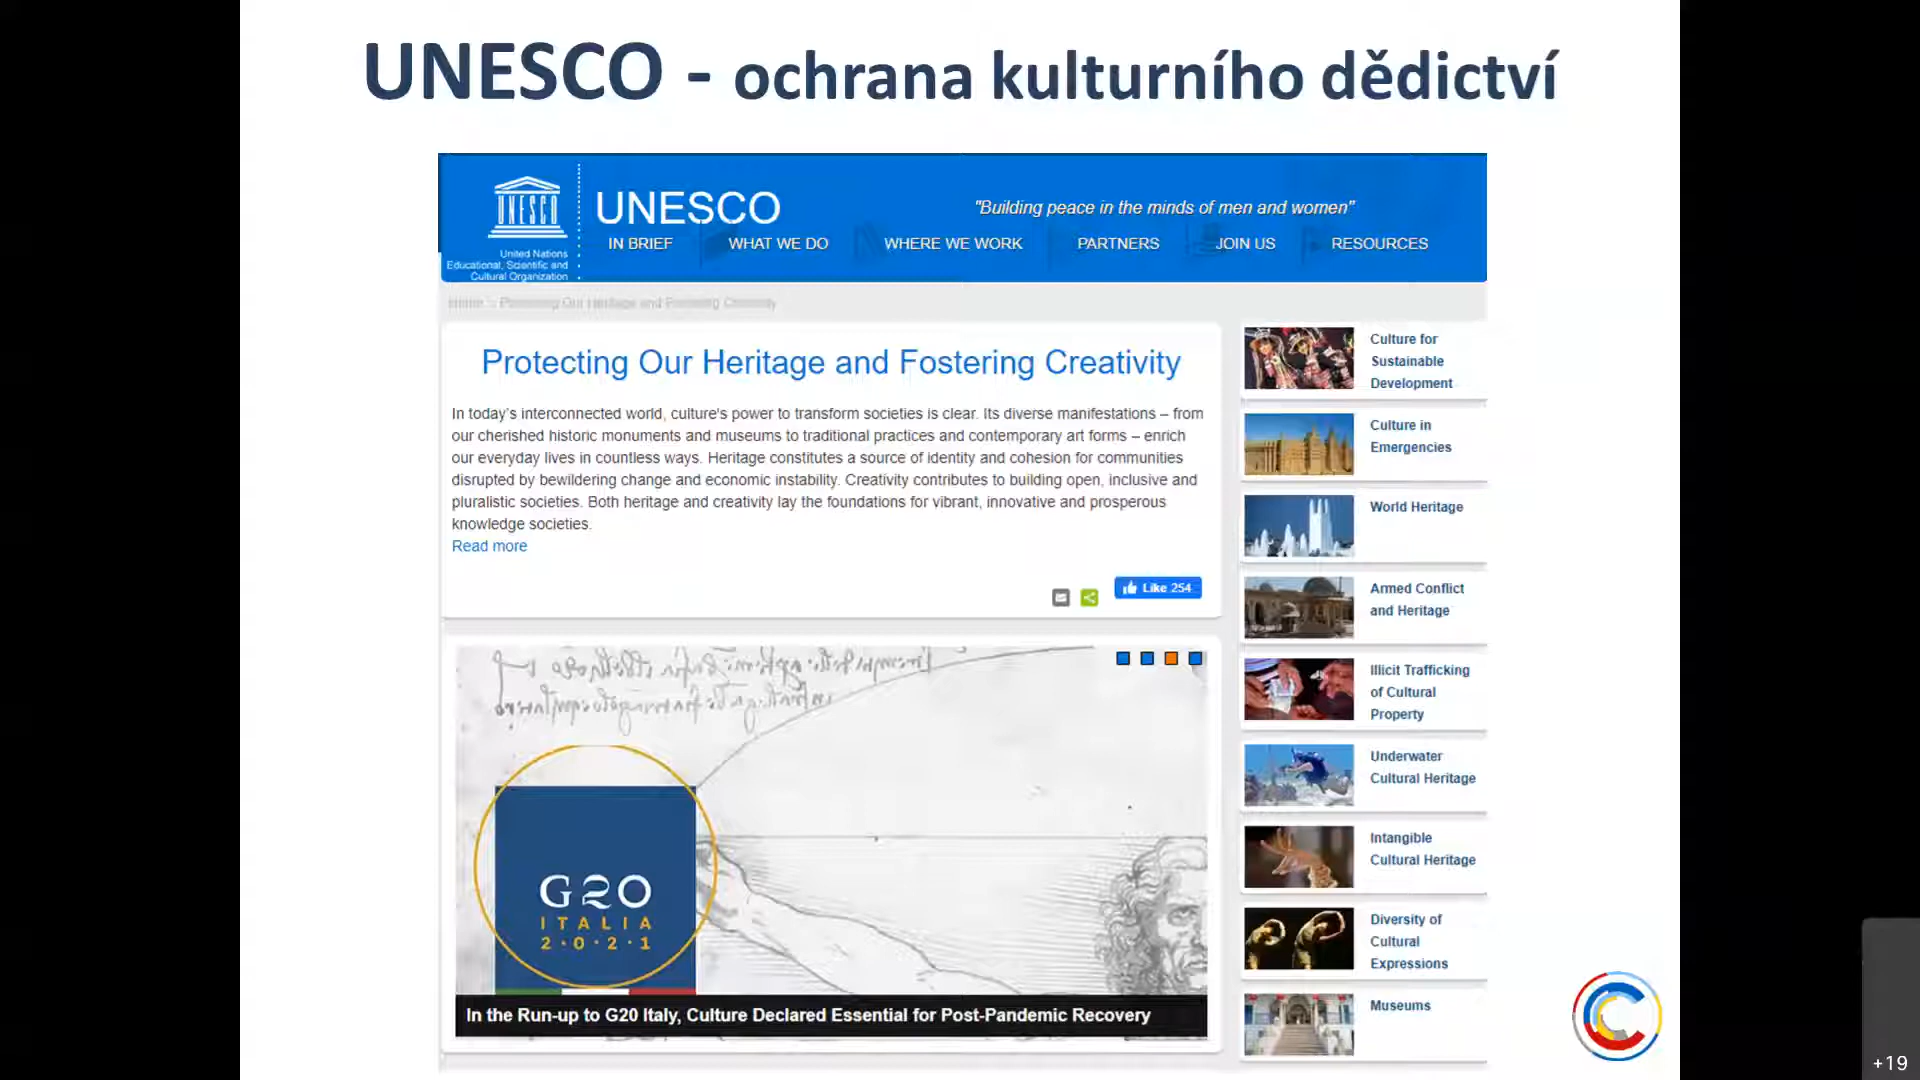 UNESCO - ochrana kulturního dědictví
UNESCO
United Nations
Educational, Scientific and
Cultural Organization
UNESCO
"Building peace in the minds of men and women"
IN BRIEF WHAT WE DO WHERE WE WORK PARTNERS JOIN US RESOURCES
Home > Protecting Our Heritage and Fostering Creativity
Protecting Our Heritage and Fostering Creativity
In today's interconnected world, culture's power to transform societies is clear. Its diverse manifestations – from
our cherished historic monuments and museums to traditional practices and contemporary art forms – enrich
our everyday lives in countless ways. Heritage constitutes a source of identity and cohesion for communities
disrupted by bewildering change and economic instability. Creativity contributes to building open, inclusive and
pluralistic societies. Both heritage and creativity lay the foundations for vibrant, innovative and prosperous
knowledge societies.
Read more
Like 254
G20
ITALIA
2·0·2·1
In the Run-up to G20 Italy, Culture Declared Essential for Post-Pandemic Recovery
Culture for
Sustainable
Development
Culture in
Emergencies
World Heritage
Armed Conflict
and Heritage
Illicit Trafficking
of Cultural
Property
Underwater
Cultural Heritage
Intangible
Cultural Heritage
Diversity of
Cultural
Expressions
Museums
+19